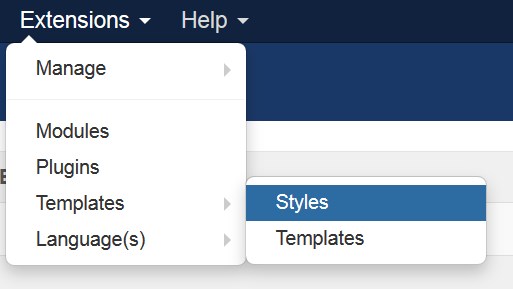 Extensions Help
Manage
Modules
Plugins
Templates
Language(s)
Styles
Templates